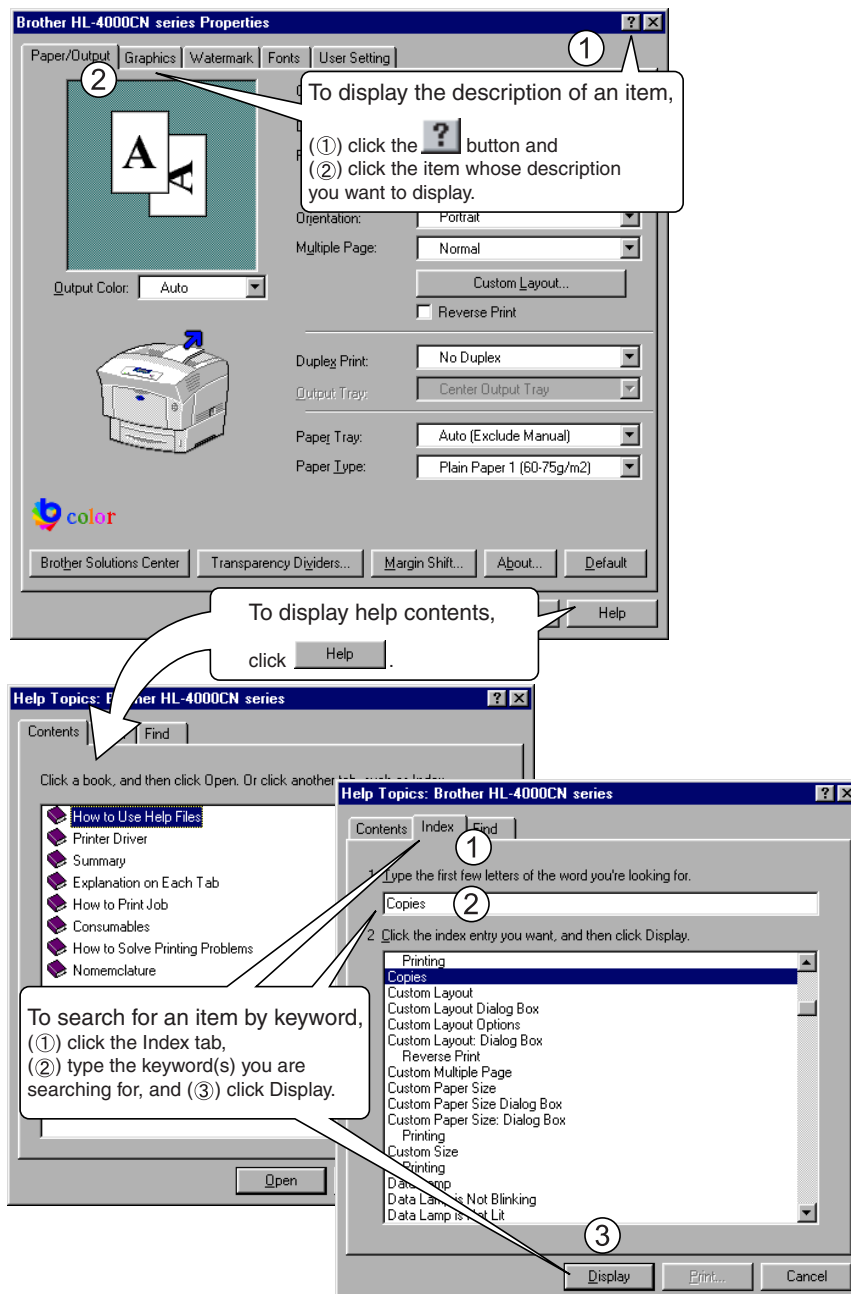 Brother HL-4000CN series Properties
Paper/Output Graphics Watermark Fonts User Setting
①
②
To display the description of an item,
(①) click the ? button and
(②) click the item whose description
you want to display.
A
A
Orientation: Portrait
Multiple Page: Normal
Output Color: Auto
Custom Layout...
Reverse Print
Duplex Print: No Duplex
Output Tray: Center Output Tray
Paper Tray: Auto (Exclude Manual)
Paper Type: Plain Paper 1 (60-75g/m2)
color
Brother Solutions Center Transparency Dividers... Margin Shift... About... Default
Help
To display help contents,
click Help .
Help Topics: Brother HL-4000CN series
Contents Find
Click a book, and then click Open. Or click another tab, such as Index.
How to Use Help Files
Printer Driver
Summary
Explanation on Each Tab
How to Print Job
Consumables
How to Solve Printing Problems
Nomemclature
Open
To search for an item by keyword,
(①) click the Index tab,
(②) type the keyword(s) you are
searching for, and (③) click Display.
Help Topics: Brother HL-4000CN series
Contents Index Find
①
1 Type the first few letters of the word you're looking for.
Copies
②
2 Click the index entry you want, and then click Display.
Printing
Copies
Custom Layout
Custom Layout Dialog Box
Custom Layout Options
Custom Layout: Dialog Box
Reverse Print
Custom Multiple Page
Custom Paper Size
Custom Paper Size Dialog Box
Custom Paper Size: Dialog Box
Printing
Custom Size
Printing
Data Lamp
Data Lamp is Not Blinking
Data Lamp is Not Lit
③
Display Print... Cancel